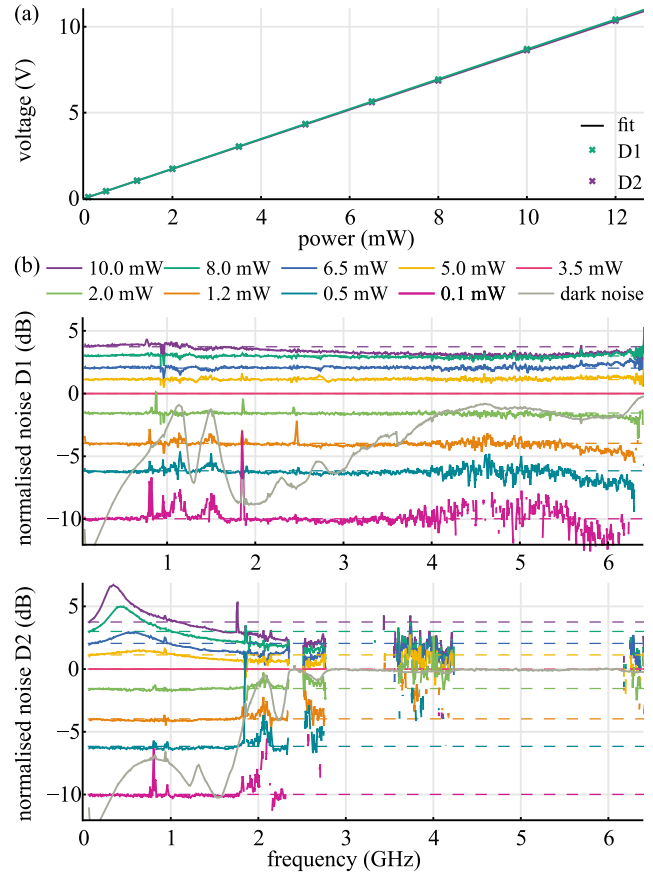 (a)
10
5
0
voltage (V)
fit
D1
D2
0 2 4 6 8 10 12
power (mW)
(b)
10.0 mW 8.0 mW 6.5 mW 5.0 mW 3.5 mW
2.0 mW 1.2 mW 0.5 mW 0.1 mW dark noise
normalised noise D1 (dB)
5
0
−5
−10
1 2 3 4 5 6
normalised noise D2 (dB)
5
0
−5
−10
0 1 2 3 4 5 6
frequency (GHz)